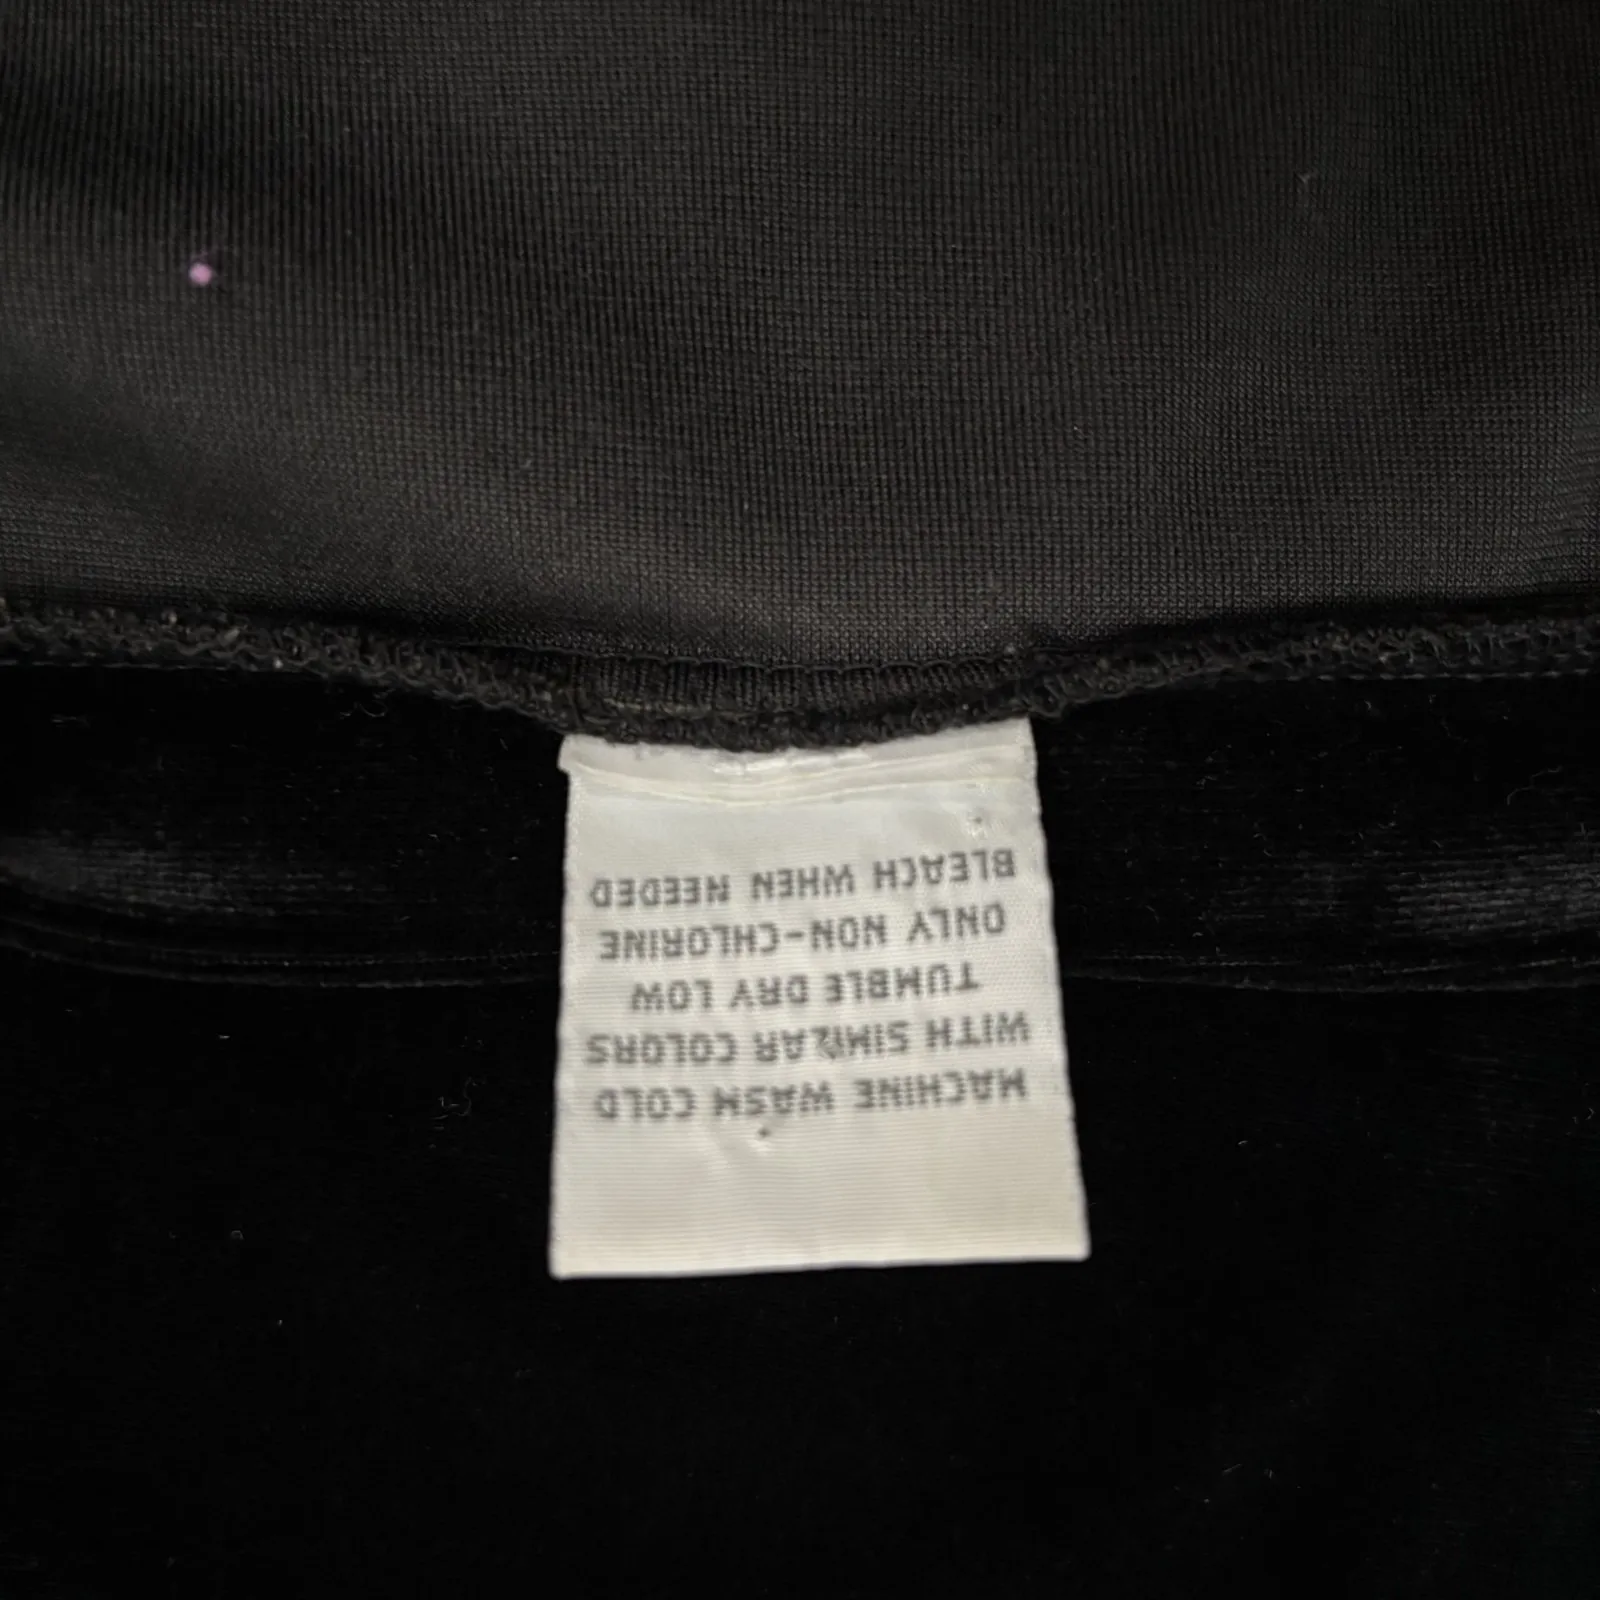 MACHINE WASH COLD
WITH SIMILAR COLORS
TUMBLE DRY LOW
ONLY NON-CHLORINE
BLEACH WHEN NEEDED